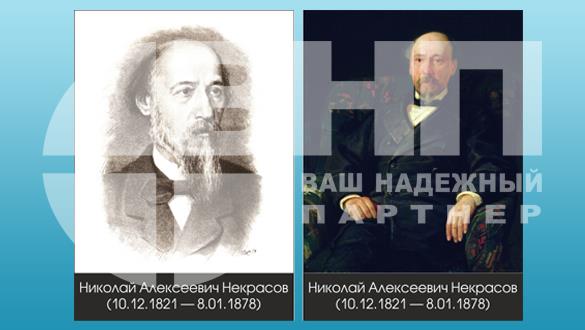 НП
ВАШ НАДЕЖНЫЙ
ПАРТНЕР
Николай Алексеевич Некрасов
(10.12.1821 — 8.01.1878)
Николай Алексеевич Некрасов
(10.12.1821 — 8.01.1878)